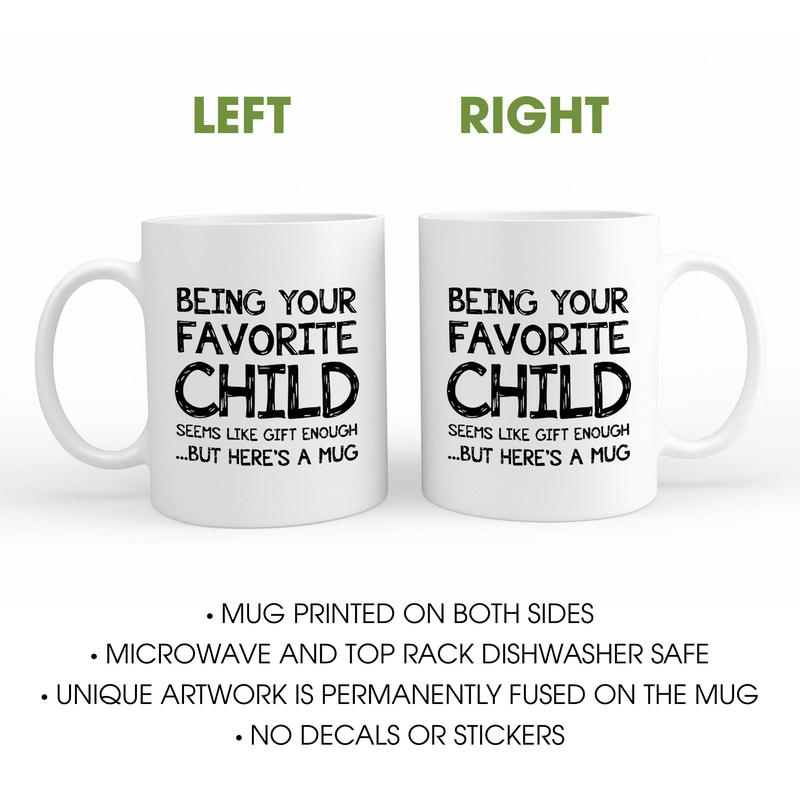 LEFT
RIGHT
BEING YOUR
FAVORITE
CHILD
SEEMS LIKE GIFT ENOUGH
...BUT HERE'S A MUG
BEING YOUR
FAVORITE
CHILD
SEEMS LIKE GIFT ENOUGH
...BUT HERE'S A MUG
• MUG PRINTED ON BOTH SIDES
• MICROWAVE AND TOP RACK DISHWASHER SAFE
• UNIQUE ARTWORK IS PERMANENTLY FUSED ON THE MUG
• NO DECALS OR STICKERS